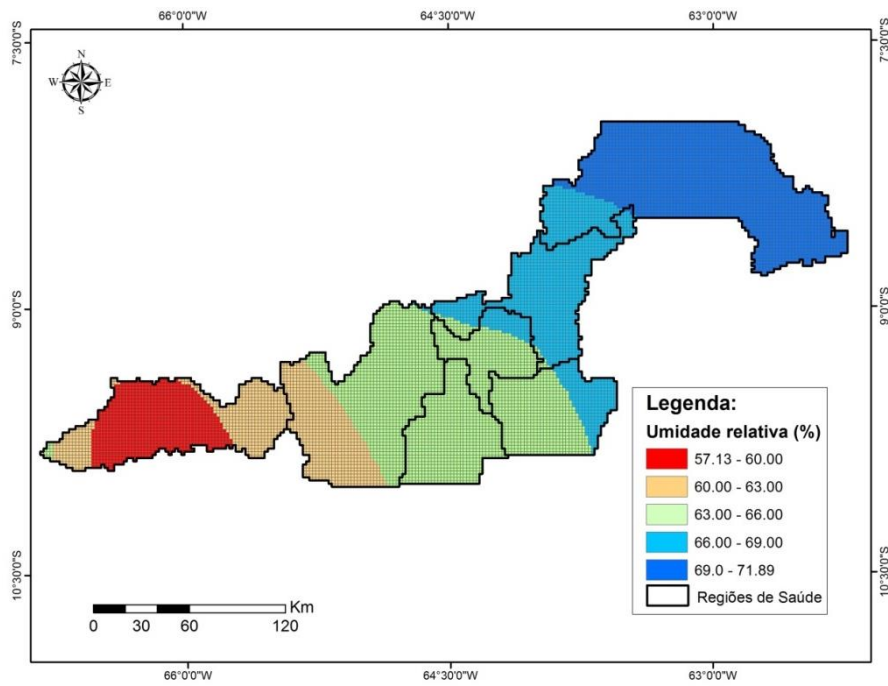 66°0'0"W 64°30'0"W 63°0'0"W
7°30'0"S 7°30'0"S
N
W E
S
9°0'0"S 9°0'0"S
Legenda:
Umidade relativa (%)
57.13 - 60.00
60.00 - 63.00
63.00 - 66.00
66.00 - 69.00
69.0 - 71.89
Regiões de Saúde
10°30'0"S 10°30'0"S
Km
0 30 60 120
66°0'0"W 64°30'0"W 63°0'0"W